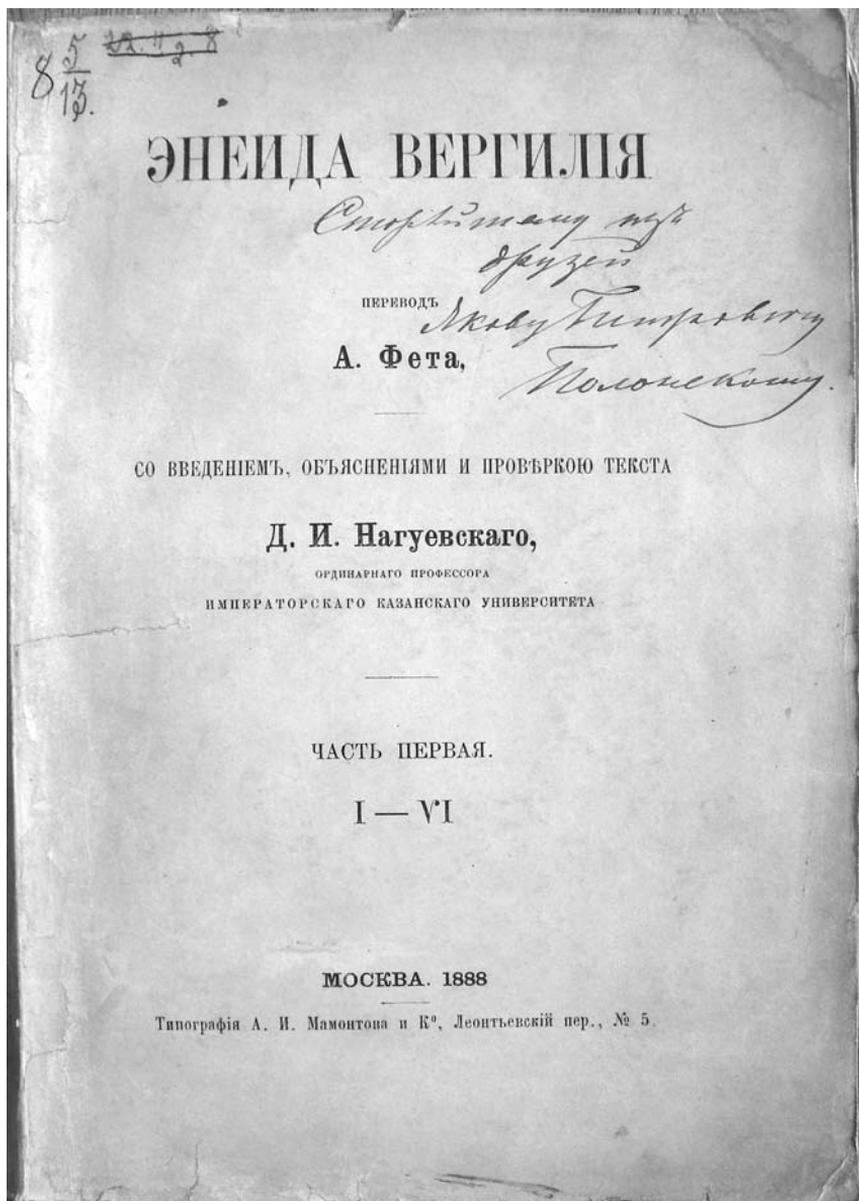 8 5/13.
ЭНЕИДА ВЕРГИЛІЯ
Старѣйшему изъ
друзей
ПЕРЕВОДЪ
Якову Петровичу
А. Фета,
Полонскому.
СО ВВЕДЕНІЕМЪ, ОБЪЯСНЕНІЯМИ И ПРОВѢРКОЮ ТЕКСТА
Д. И. Нагуевскаго,
ОРДИНАРНАГО ПРОФЕССОРА
ИМПЕРАТОРСКАГО КАЗАНСКАГО УНИВЕРСИТЕТА
ЧАСТЬ ПЕРВАЯ.
I — VI
МОСКВА. 1888
Типографія А. И. Мамонтова и Кº, Леонтьевскій пер., № 5.